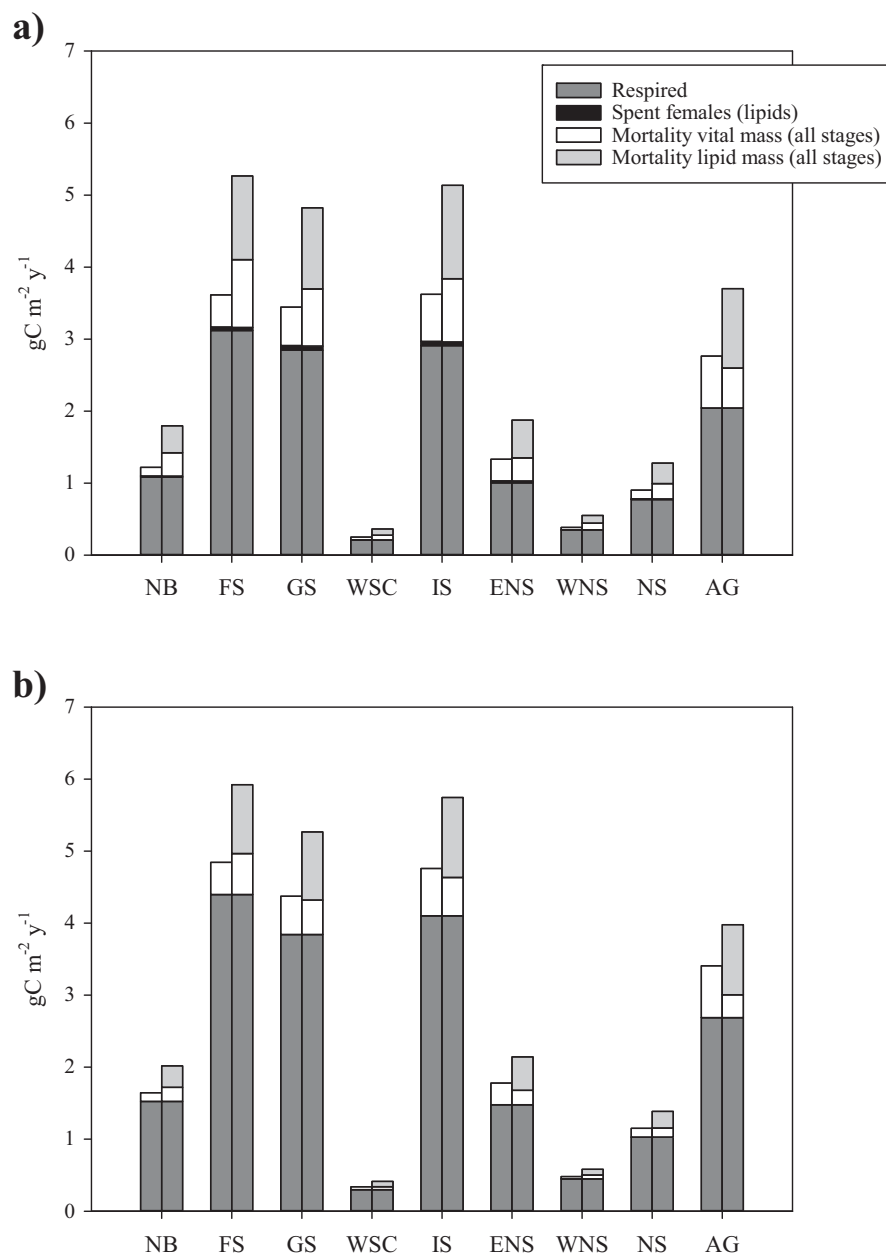 a)
7
6
5
4
3
2
1
0
gC m⁻² y⁻¹
Respired
Spent females (lipids)
Mortality vital mass (all stages)
Mortality lipid mass (all stages)
NB FS GS WSC IS ENS WNS NS AG
b)
7
6
5
4
3
2
1
0
gC m⁻² y⁻¹
NB FS GS WSC IS ENS WNS NS AG